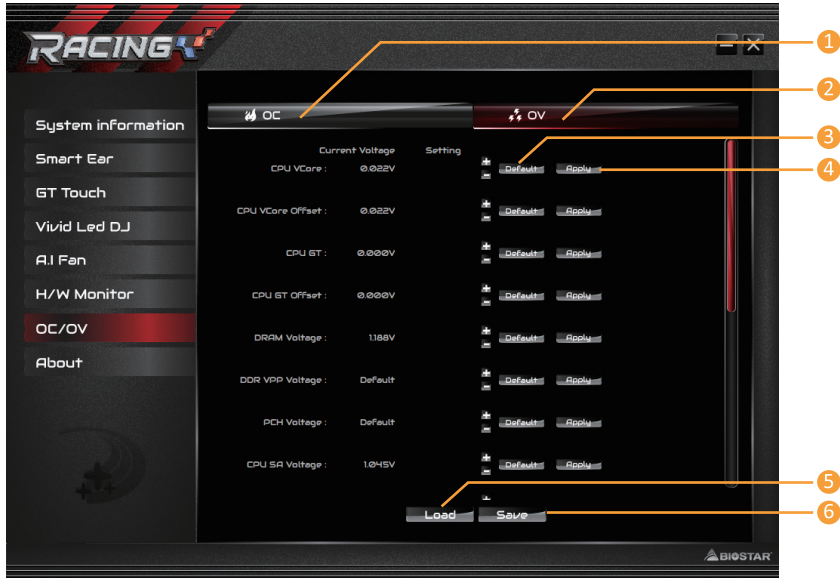 RACING
1
2
OC OV
3
4
System information
Smart Ear
GT Touch
Vivid Led DJ
A.I Fan
H/W Monitor
OC/OV
About
Current Voltage Setting
CPU VCore : 0.022V + - Default Apply
CPU VCore Offset : 0.022V + - Default Apply
CPU GT : 0.000V + - Default Apply
CPU GT Offset : 0.000V + - Default Apply
DRAM Voltage : 1.188V + - Default Apply
DDR VPP Voltage : Default + - Default Apply
PCH Voltage : Default + - Default Apply
CPU SA Voltage : 1.045V + - Default Apply
+
5
Load Save
6
BIOSTAR